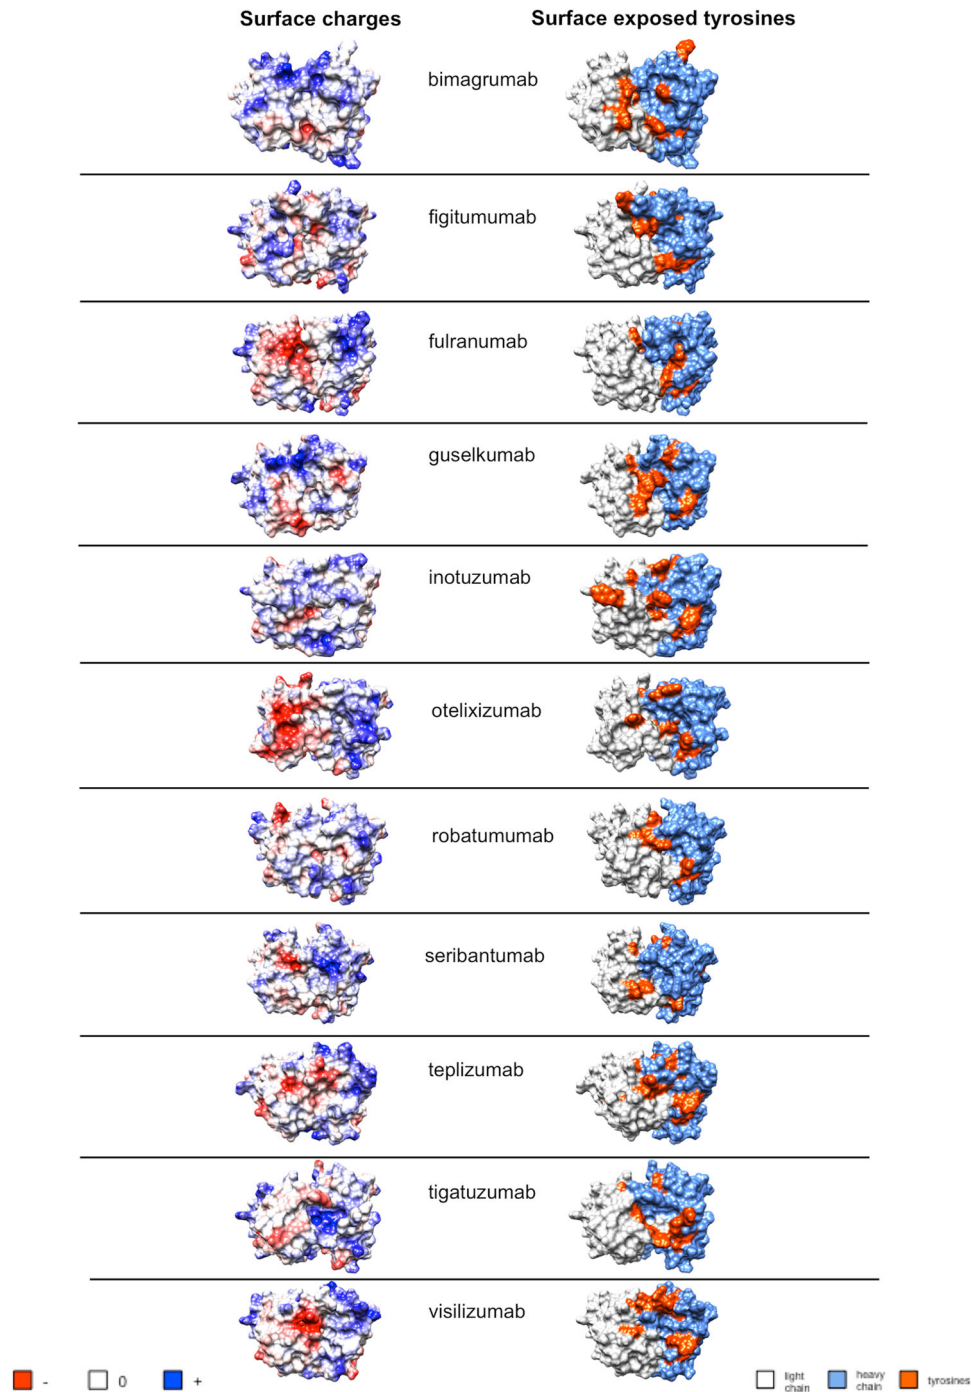 Surface charges Surface exposed tyrosines
bimagrumab
figitumumab
fulranumab
guselkumab
inotuzumab
otelixizumab
robatumumab
seribantumab
teplizumab
tigatuzumab
visilizumab
- 0 + light chain heavy chain tyrosines